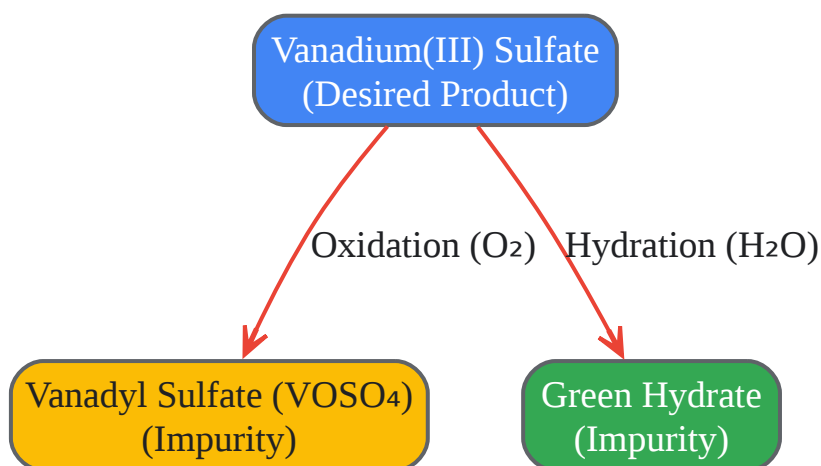 Vanadium(III) Sulfate
(Desired Product)
Oxidation (O₂)
Hydration (H₂O)
Vanadyl Sulfate (VOSO₄)
(Impurity)
Green Hydrate
(Impurity)